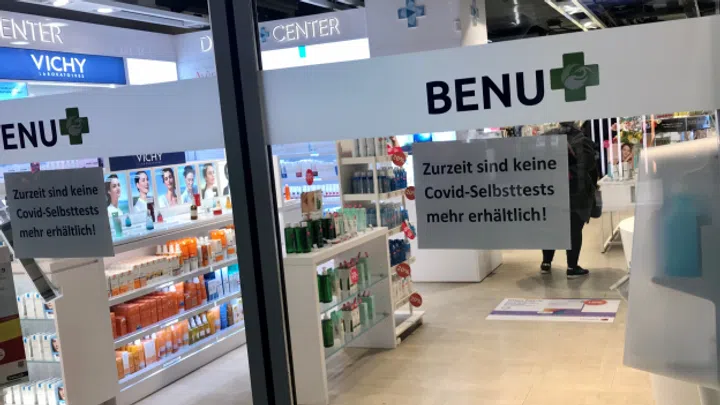 CENTER
VICHY
LABORATOIRES
D
CENTER
BENU
BENU
VICHY
Zurzeit sind keine
Covid-Selbsttests
mehr erhältlich!
Zurzeit sind keine
Covid-Selbsttests
mehr erhältlich!